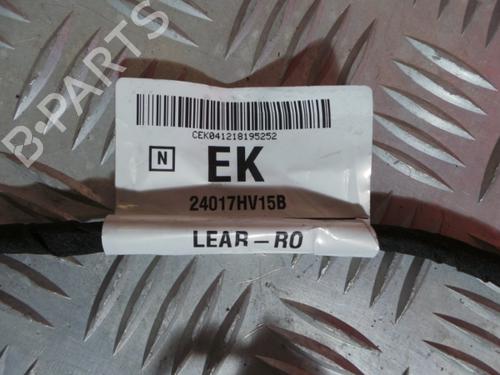 B-PARTS
CEK041218195252
N EK
24017HV15B
LEAR-RO